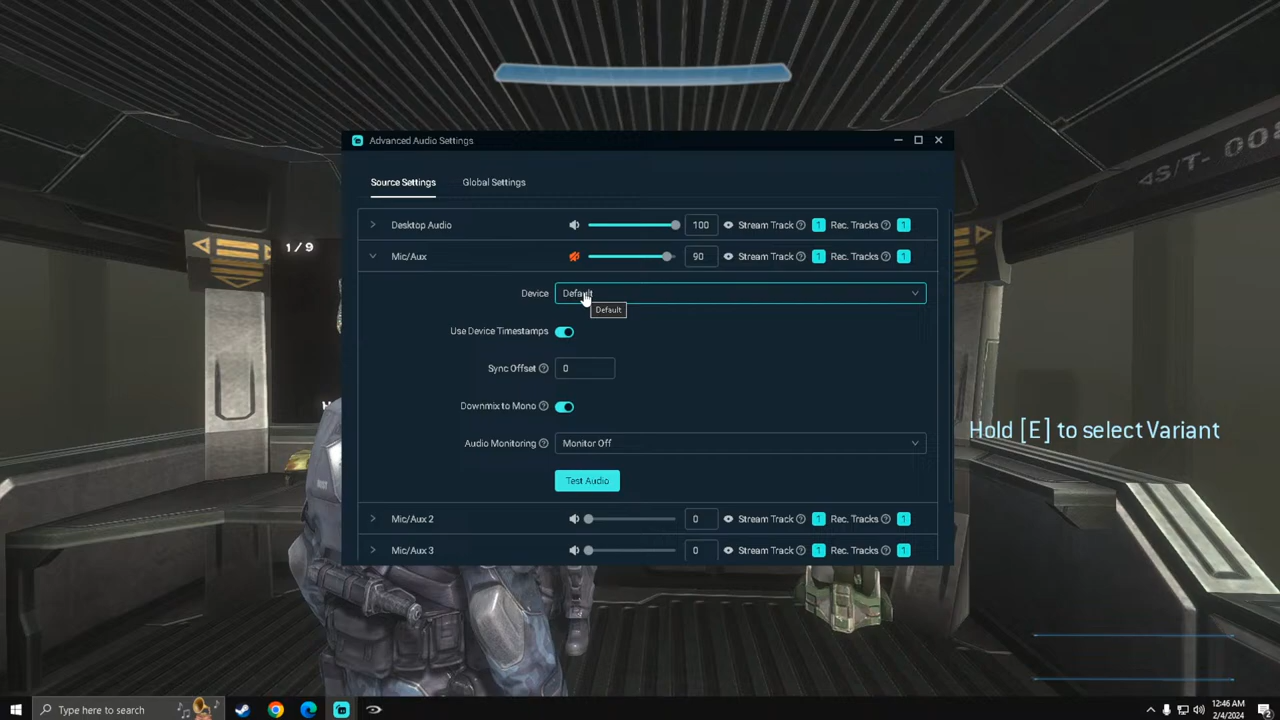 S/T- 008
1/9
Advanced Audio Settings
Source Settings Global Settings
Desktop Audio 100 Stream Track 1 Rec. Tracks 1
Mic/Aux 90 Stream Track 1 Rec. Tracks 1
Device Default
Default
Use Device Timestamps
Sync Offset 0
Downmix to Mono
Audio Monitoring Monitor Off
Test Audio
Mic/Aux 2 0 Stream Track 1 Rec. Tracks 1
Mic/Aux 3 0 Stream Track 1 Rec. Tracks 1
Hold [E] to select Variant
Type here to search
12:46 AM
2/4/2024